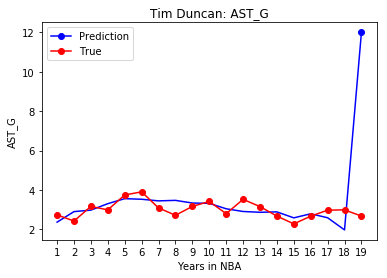 Tim Duncan: AST_G
Prediction
True
AST_G
12
10
8
6
4
2
1 2 3 4 5 6 7 8 9 10 11 12 13 14 15 16 17 18 19
Years in NBA